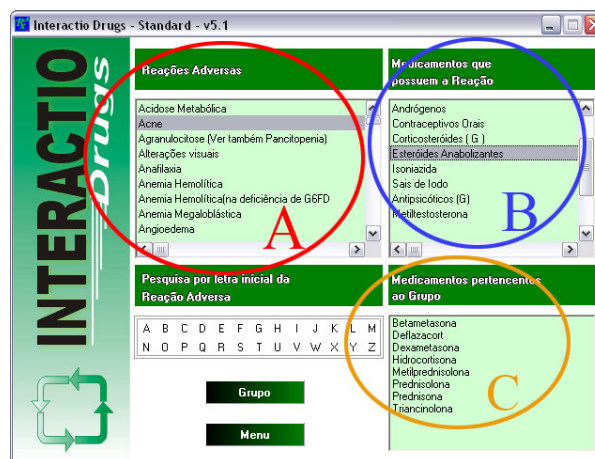 Interactio Drugs - Standard - v5.1
INTERACTIO
Drugs
Reações Adversas
Acidose Metabólica
Acne
Agranulocitose (Ver também Pancitopenia)
Alterações visuais
Anafilaxia
Anemia Hemolítica
Anemia Hemolítica(na deficiência de G6FD
Anemia Megaloblástica
Angioedema
A
Medicamentos que
possuem a Reação
Andrógenos
Contraceptivos Orais
Corticosteróides ( G )
Esteróides Anabolizantes
Isoniazida
Sais de Iodo
Antipsicóticos (G)
Metiltestosterona
B
Pesquisa por letra inicial da
Reação Adversa
A B C D E F G H I J K L M
N O P Q R S T U V W X Y Z
Grupo
Menu
Medicamentos pertencentes
ao Grupo
Betametasona
Deflazacort
Dexametasona
Hidrocortisona
Metilprednisolona
Prednisolona
Prednisona
Triancinolona
C